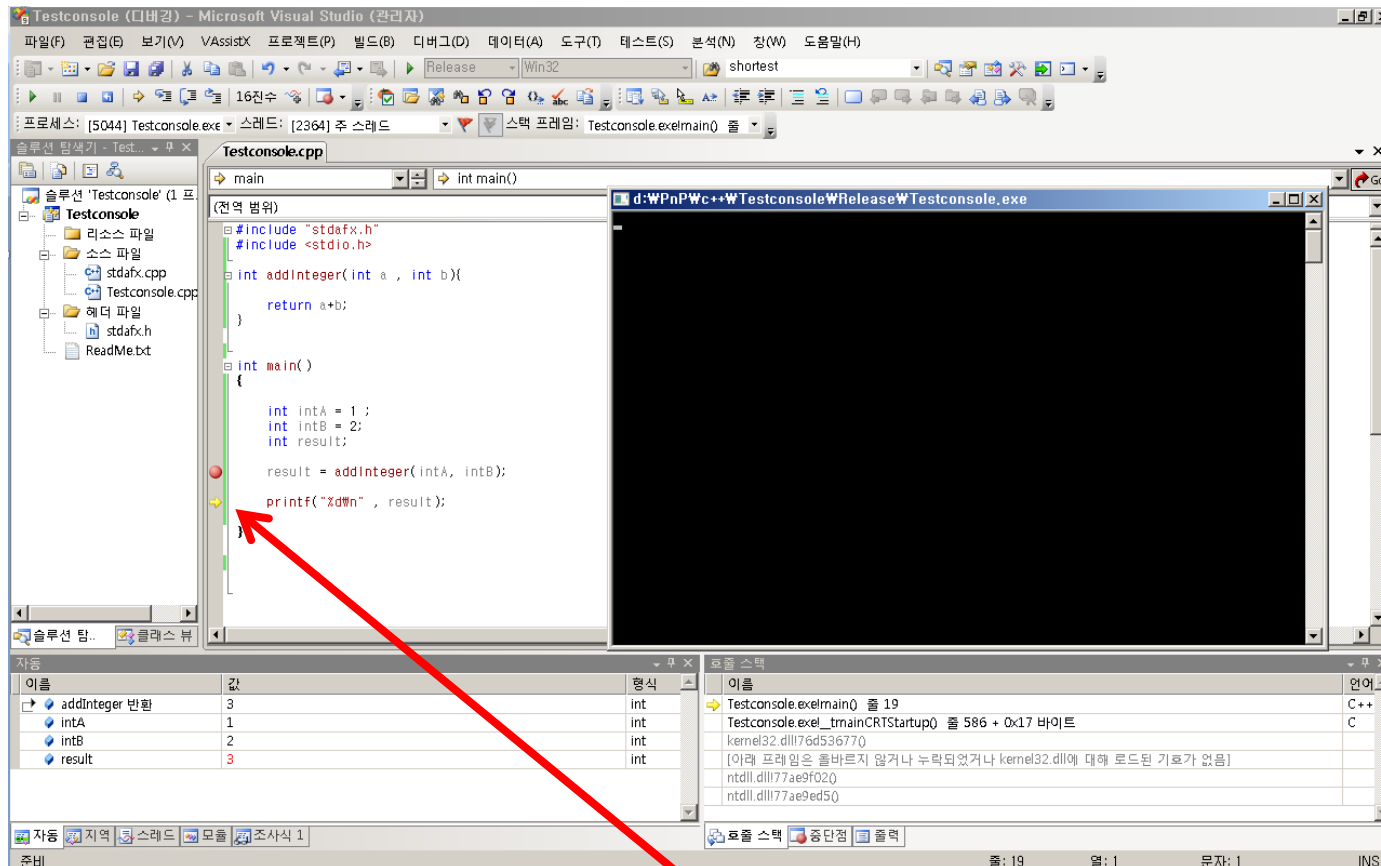 Testconsole (디버깅) - Microsoft Visual Studio (관리자)
파일(F) 편집(E) 보기(V) VAssistX 프로젝트(P) 빌드(B) 디버그(D) 데이터(A) 도구(T) 테스트(S) 분석(N) 창(W) 도움말(H)
Release Win32 shortest
16진수
프로세스: [5044] Testconsole.exe 스레드: [2364] 주 스레드 스택 프레임: Testconsole.exe!main() 줄
슬루션 탐색기 - Test...
Testconsole.cpp
main int main() Go
(전역 범위)
솔루션 'Testconsole' (1 프
Testconsole
리소스 파일
소스 파일
stdafx.cpp
Testconsole.cpp
헤더 파일
stdafx.h
ReadMe.txt
#include "stdafx.h"
#include <stdio.h>
int addInteger(int a , int b){
return a+b;
}
int main()
{
int intA = 1 ;
int intB = 2;
int result;
result = addInteger(intA, intB);
printf("%d₩n" , result);
}
d:₩PnP₩c++₩Testconsole₩Release₩Testconsole.exe
솔루션 탐.. 클래스 뷰
자동
이름 값 형식
addInteger 반환 3 int
intA 1 int
intB 2 int
result 3 int
자동 지역 스레드 모듈 조사식 1
호출 스택
이름 언어
Testconsole.exe!main() 줄 19 C++
Testconsole.exe!__tmainCRTStartup() 줄 586 + 0x17 바이트 C
kernel32.dll!76d53677()
[아래 프레임은 올바르지 않거나 누락되었거나 kernel32.dll에 대해 로드된 기호가 없음]
ntdll.dll!77ae9f02()
ntdll.dll!77ae9ed5()
호출 스택 중단점 출력
준비 줄: 19 열: 1 문자: 1 INS